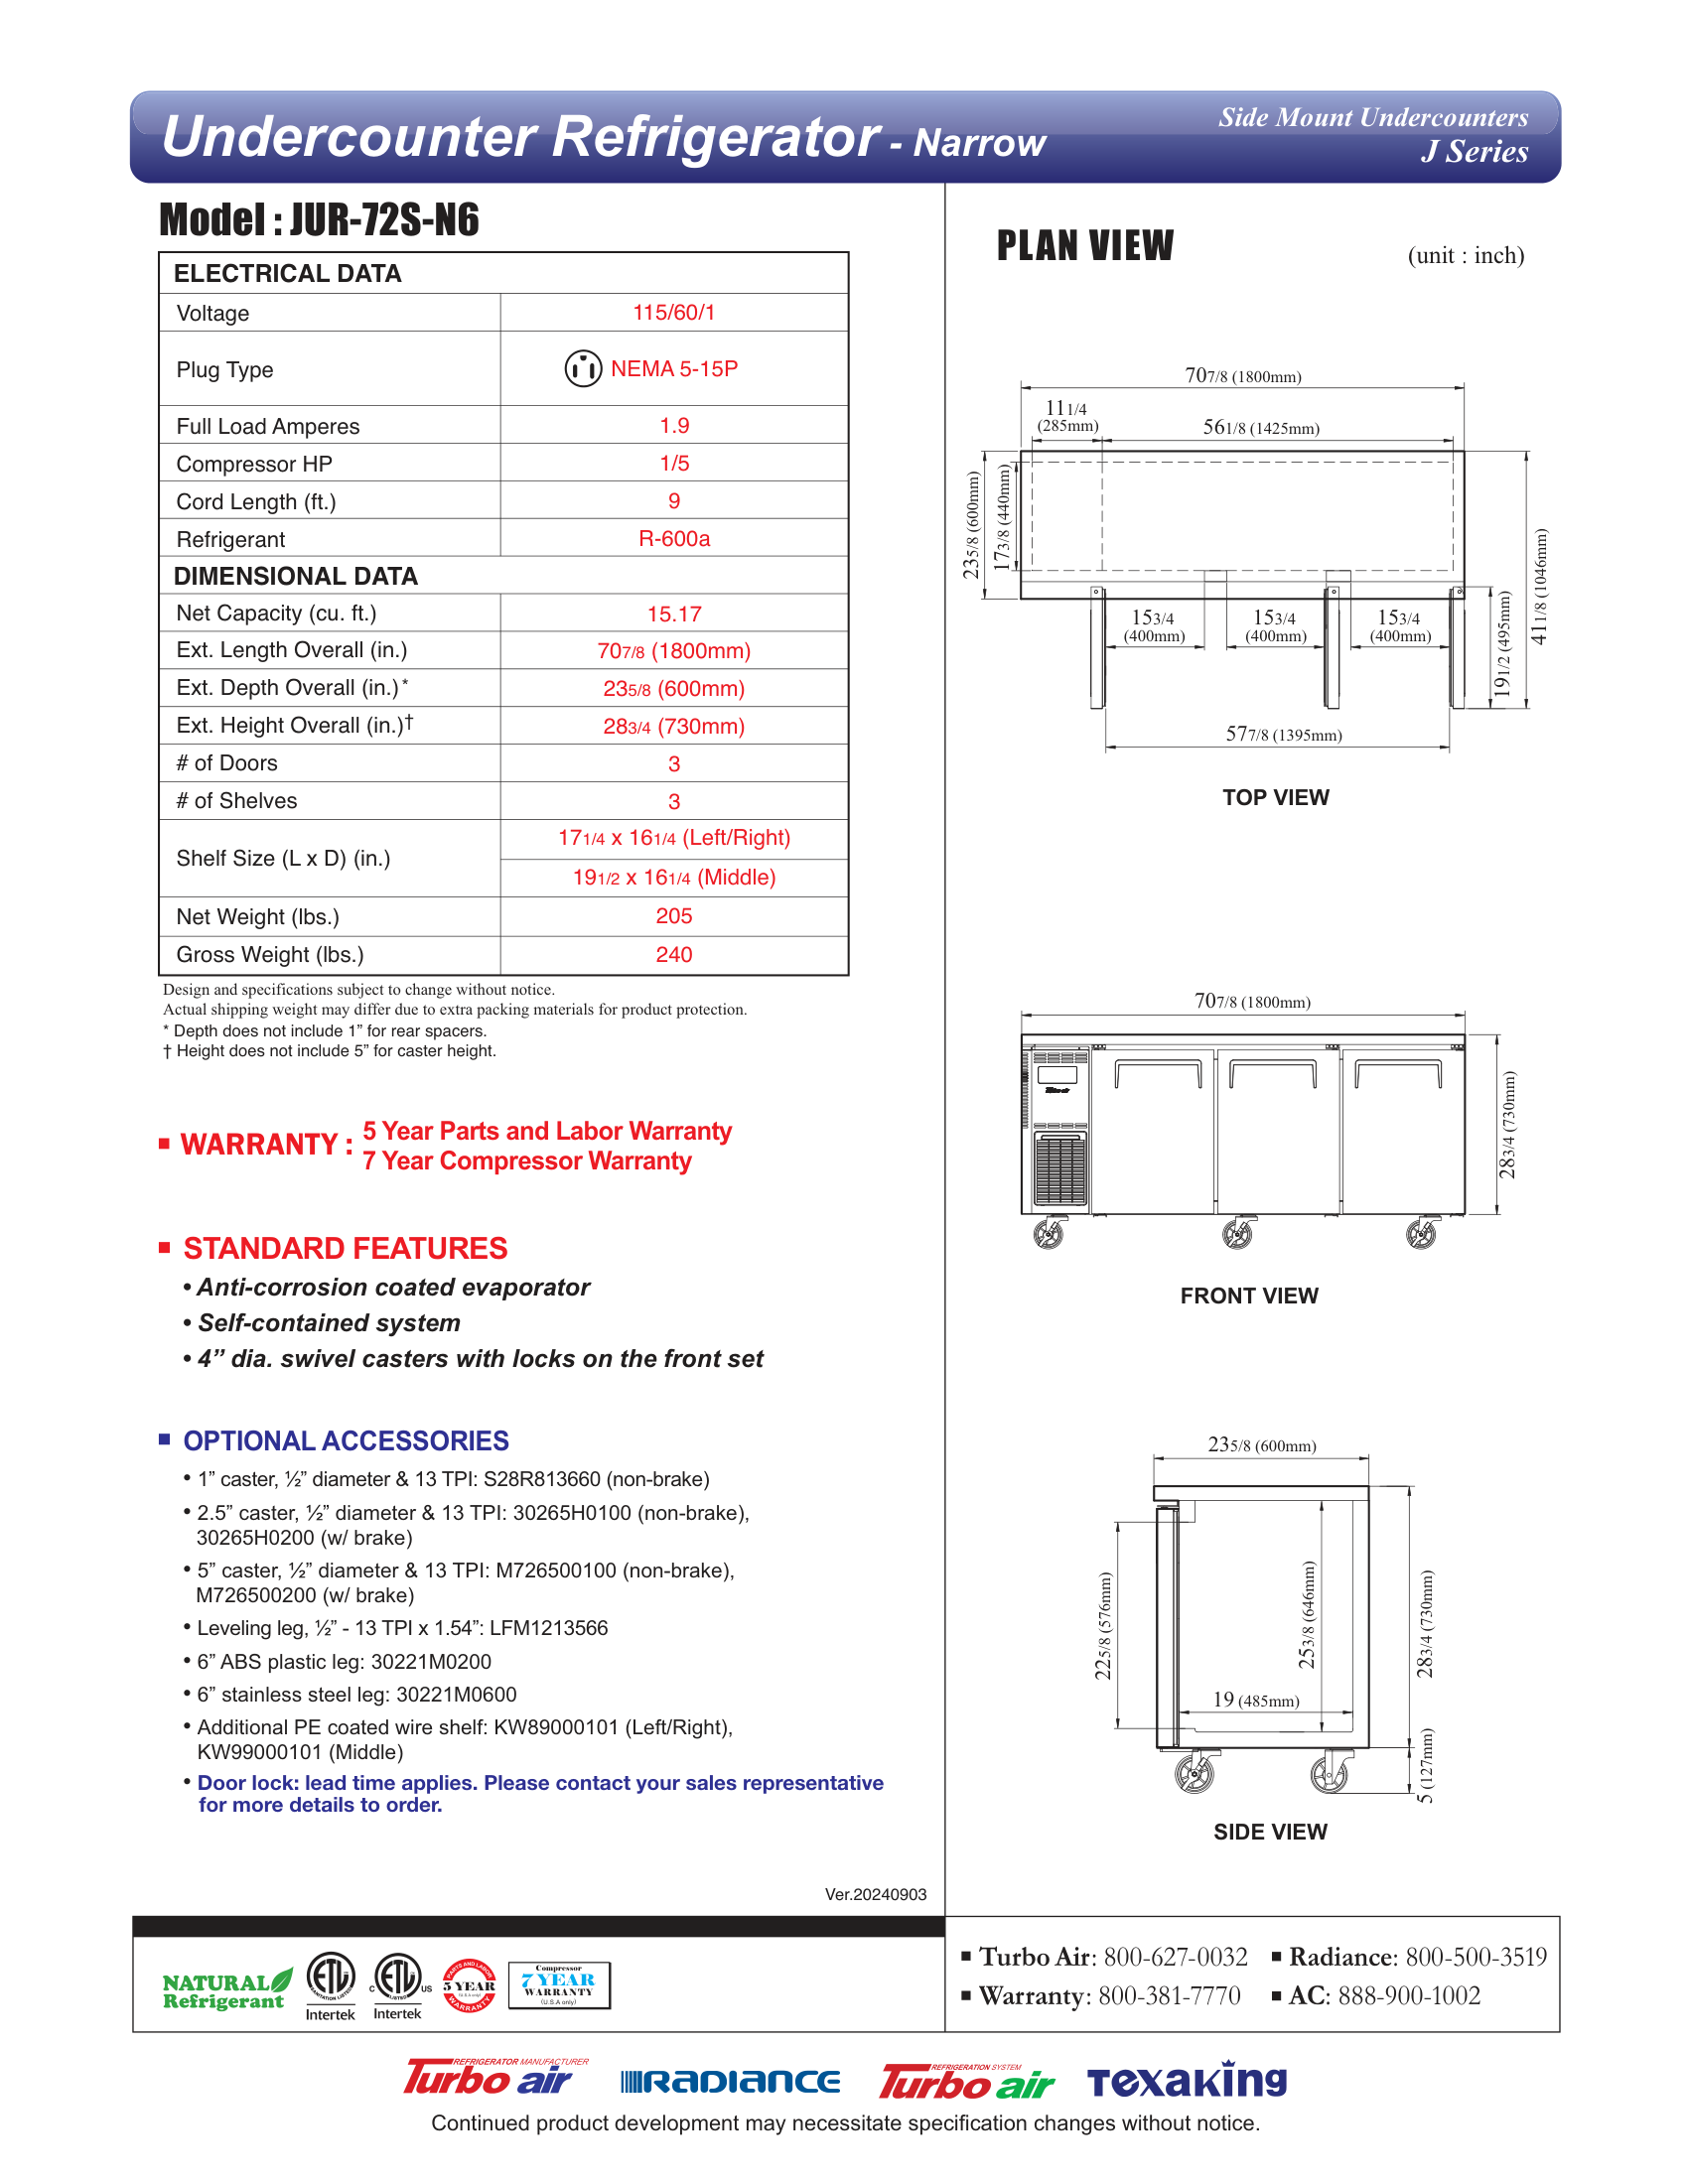 Undercounter Refrigerator - Narrow
Side Mount Undercounters
J Series
Model : JUR-72S-N6
ELECTRICAL DATA
Voltage 115/60/1
Plug Type NEMA 5-15P
Full Load Amperes 1.9
Compressor HP 1/5
Cord Length (ft.) 9
Refrigerant R-600a
DIMENSIONAL DATA
Net Capacity (cu. ft.) 15.17
Ext. Length Overall (in.) 70 7/8 (1800mm)
Ext. Depth Overall (in.)* 23 5/8 (600mm)
Ext. Height Overall (in.)† 28 3/4 (730mm)
# of Doors 3
# of Shelves 3
Shelf Size (L x D) (in.)
17 1/4 x 16 1/4 (Left/Right)
19 1/2 x 16 1/4 (Middle)
Net Weight (lbs.) 205
Gross Weight (lbs.) 240
Design and specifications subject to change without notice.
Actual shipping weight may differ due to extra packing materials for product protection.
* Depth does not include 1” for rear spacers.
† Height does not include 5” for caster height.
■ WARRANTY :
5 Year Parts and Labor Warranty
7 Year Compressor Warranty
■ STANDARD FEATURES
• Anti-corrosion coated evaporator
• Self-contained system
• 4” dia. swivel casters with locks on the front set
■ OPTIONAL ACCESSORIES
• 1” caster, ½” diameter & 13 TPI: S28R813660 (non-brake)
• 2.5” caster, ½” diameter & 13 TPI: 30265H0100 (non-brake),
30265H0200 (w/ brake)
• 5” caster, ½” diameter & 13 TPI: M726500100 (non-brake),
M726500200 (w/ brake)
• Leveling leg, ½” - 13 TPI x 1.54”: LFM1213566
• 6” ABS plastic leg: 30221M0200
• 6” stainless steel leg: 30221M0600
• Additional PE coated wire shelf: KW89000101 (Left/Right),
KW99000101 (Middle)
• Door lock: lead time applies. Please contact your sales representative
for more details to order.
Ver.20240903
PLAN VIEW
(unit : inch)
70 7/8 (1800mm)
11 1/4
(285mm)
56 1/8 (1425mm)
23 5/8 (600mm)
17 3/8 (440mm)
15 3/4
(400mm)
15 3/4
(400mm)
15 3/4
(400mm)
19 1/2 (495mm)
41 1/8 (1046mm)
57 7/8 (1395mm)
TOP VIEW
70 7/8 (1800mm)
Turbo air
28 3/4 (730mm)
FRONT VIEW
23 5/8 (600mm)
22 5/8 (576mm)
25 3/8 (646mm)
28 3/4 (730mm)
19 (485mm)
5 (127mm)
SIDE VIEW
NATURAL
Refrigerant
ETL
SANITATION LISTED
Intertek
C ETL US
LISTED
Intertek
PARTS AND LABOR
5 YEAR
WARRANTY
Compressor
7 YEAR
WARRANTY
(U.S.A only)
■ Turbo Air: 800-627-0032
■ Radiance: 800-500-3519
■ Warranty: 800-381-7770
■ AC: 888-900-1002
REFRIGERATOR MANUFACTURER
Turbo air
RADIANCE
REFRIGERATION SYSTEM
Turbo air
Texaking
Continued product development may necessitate specification changes without notice.